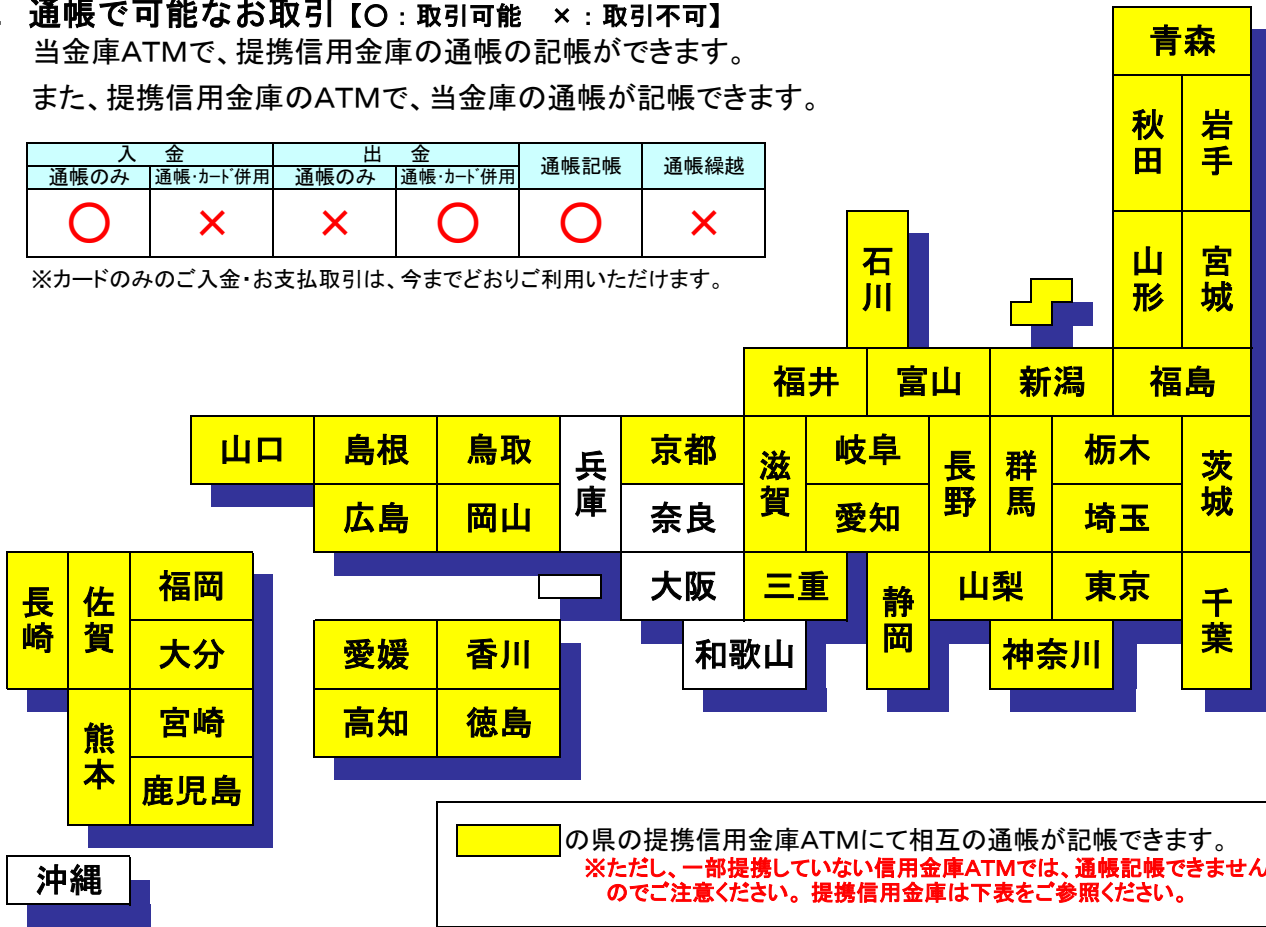 通帳で可能なお取引【〇：取引可能　×：取引不可】
当金庫ATMで、提携信用金庫の通帳の記帳ができます。
また、提携信用金庫のATMで、当金庫の通帳が記帳できます。
入　金　出　金　通帳記帳　通帳繰越
通帳のみ　通帳・カード併用　通帳のみ　通帳・カード併用
〇　×　×　〇　〇　×
※カードのみのご入金・お支払取引は、今までどおりご利用いただけます。
青森
秋田　岩手
石川　山形　宮城
福井　富山　新潟　福島
山口　島根　鳥取　兵庫　京都　滋賀　岐阜　長野　群馬　栃木　茨城
広島　岡山　奈良　愛知　埼玉
長崎　佐賀　福岡　大阪　三重　静岡　山梨　東京　千葉
大分　愛媛　香川　和歌山　神奈川
熊本　宮崎　高知　徳島
鹿児島
沖縄
の県の提携信用金庫ATMにて相互の通帳が記帳できます。
※ただし、一部提携していない信用金庫ATMでは、通帳記帳できません
のでご注意ください。提携信用金庫は下表をご参照ください。